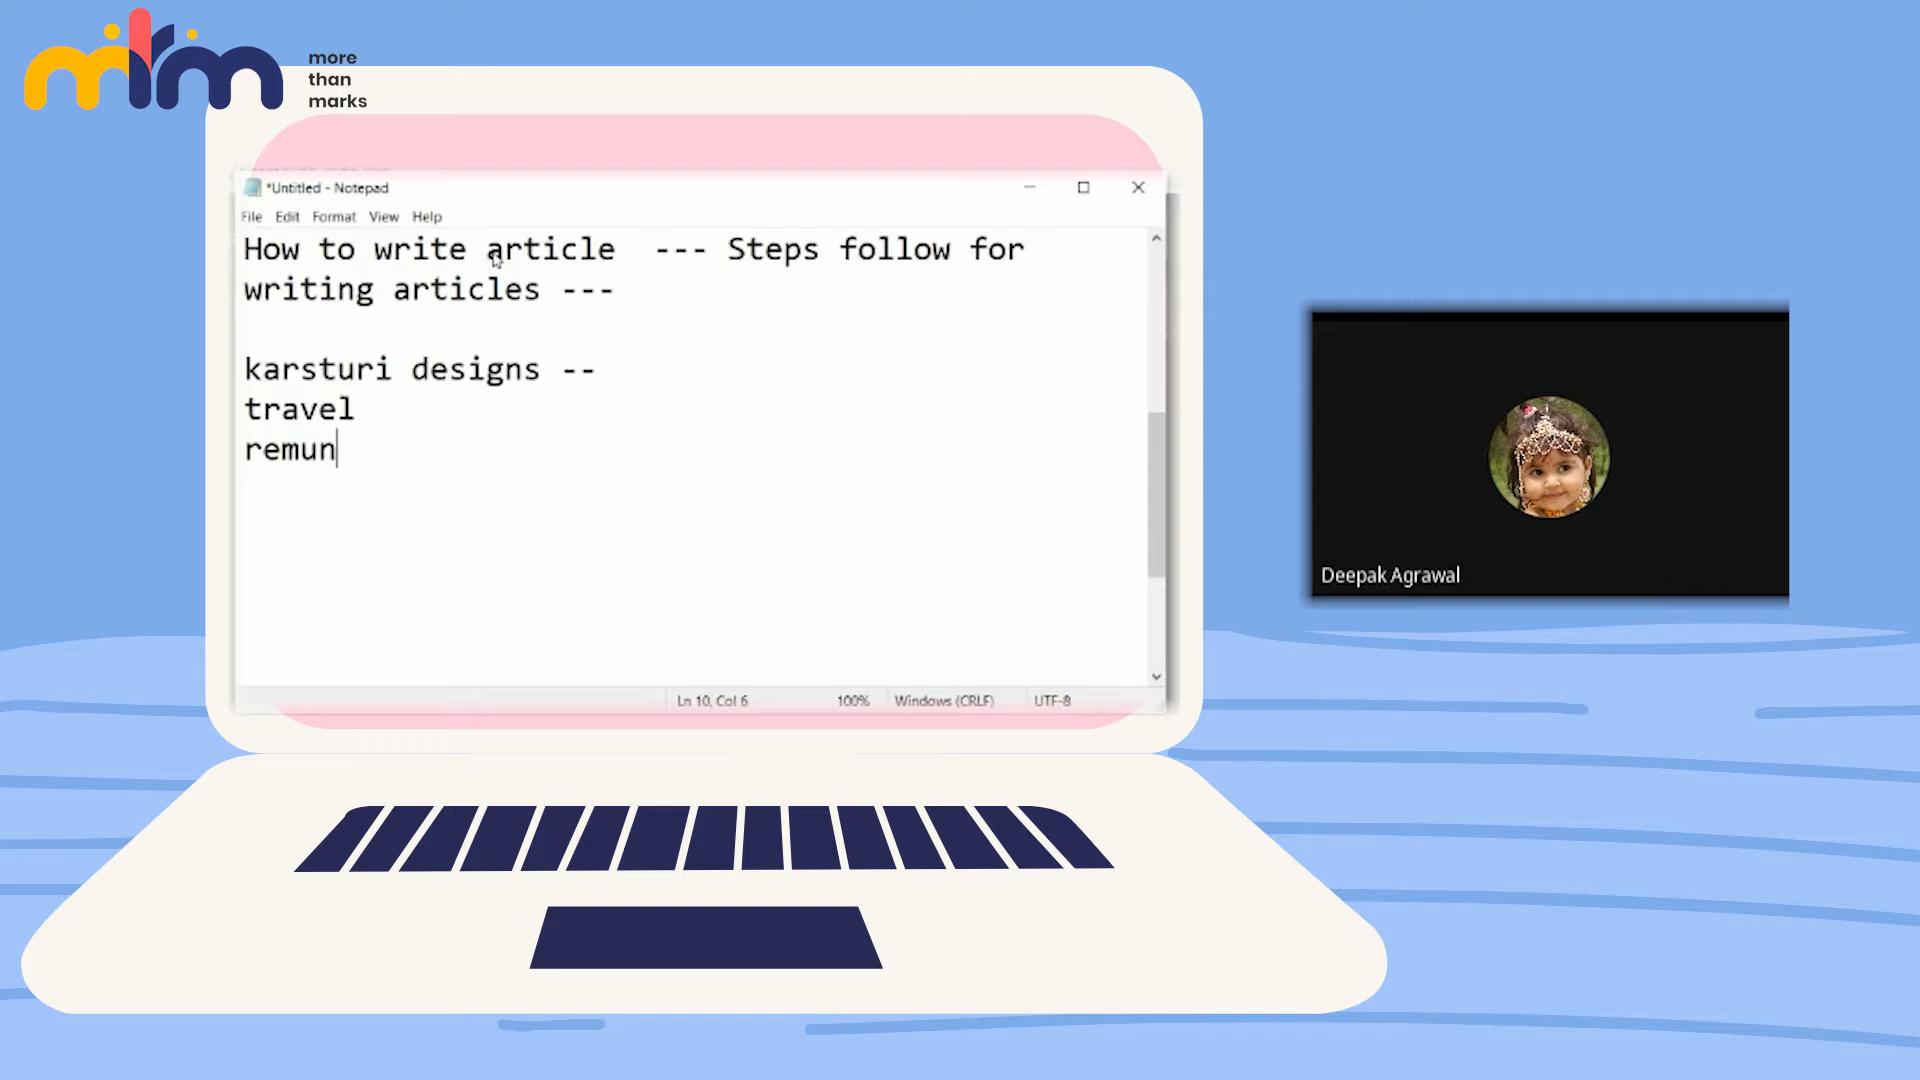 mtm
more
than
marks
*Untitled - Notepad
File Edit Format View Help
How to write article --- Steps follow for
writing articles ---
karsturi designs --
travel
remun
Ln 10, Col 6 100% Windows (CRLF) UTF-8
Deepak Agrawal